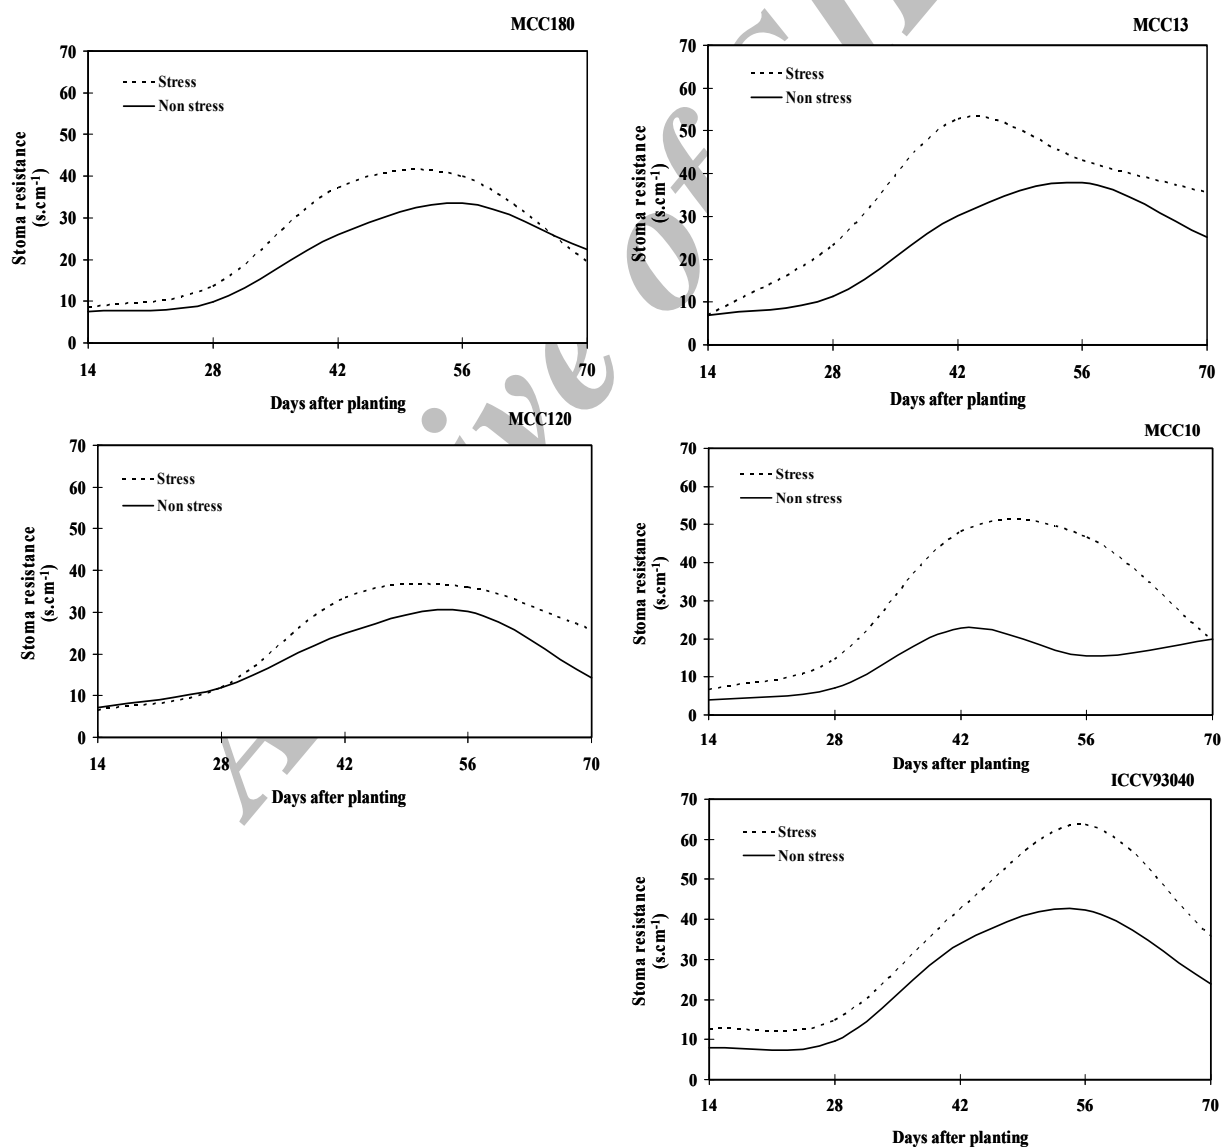 MCC180
70
60
50
40
30
20
10
0
Stress
Non stress
Stoma resistance
(s.cm-1)
14 28 42 56 70
Days after planting
MCC13
70
60
50
40
30
20
10
0
Stress
Non stress
Stoma resistance
(s.cm-1)
14 28 42 56 70
Days after planting
MCC120
70
60
50
40
30
20
10
0
Stress
Non stress
Stoma resistance
(s.cm-1)
14 28 42 56 70
Days after planting
MCC10
70
60
50
40
30
20
10
0
Stress
Non stress
Stoma resistance
(s.cm-1)
14 28 42 56 70
Days after planting
ICCV93040
70
60
50
40
30
20
10
0
Stress
Non stress
Stoma resistance
(s.cm-1)
14 28 42 56 70
Days after planting
of